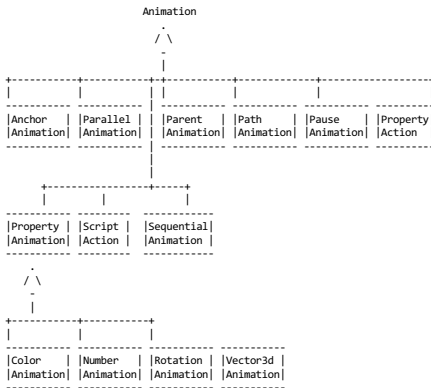 Animation
Anchor Parallel Parent Path Pause Property
Animation Animation Animation Animation Animation Action
Property Script Sequential
Animation Action Animation
Color Number Rotation Vector3d
Animation Animation Animation Animation